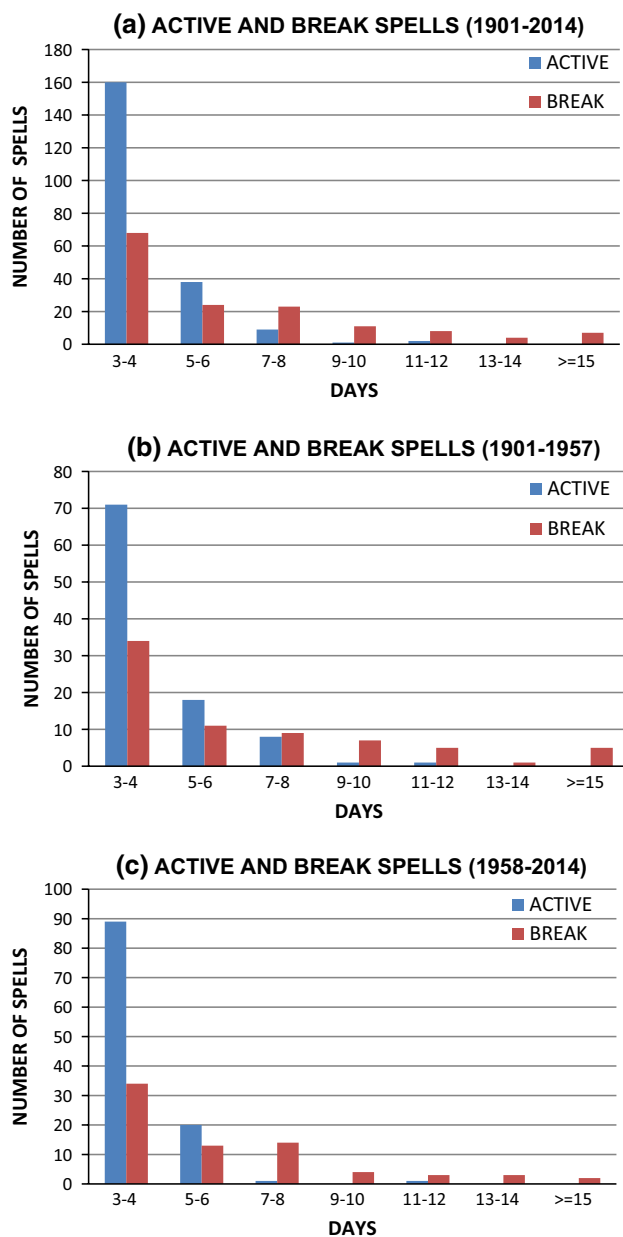 (a) ACTIVE AND BREAK SPELLS (1901-2014)
NUMBER OF SPELLS
180
160
140
120
100
80
60
40
20
0
ACTIVE
BREAK
3-4 5-6 7-8 9-10 11-12 13-14 >=15
DAYS
(b) ACTIVE AND BREAK SPELLS (1901-1957)
NUMBER OF SPELLS
80
70
60
50
40
30
20
10
0
ACTIVE
BREAK
3-4 5-6 7-8 9-10 11-12 13-14 >=15
DAYS
(c) ACTIVE AND BREAK SPELLS (1958-2014)
NUMBER OF SPELLS
100
90
80
70
60
50
40
30
20
10
0
ACTIVE
BREAK
3-4 5-6 7-8 9-10 11-12 13-14 >=15
DAYS